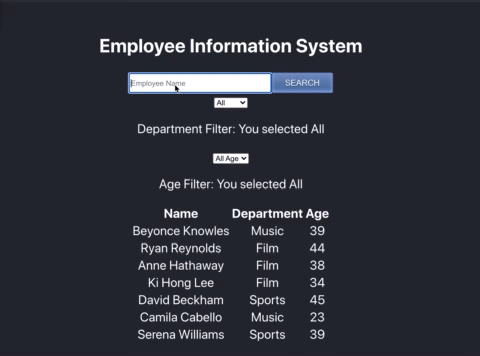 Employee Information System
Employee Name SEARCH
All
Department Filter: You selected All
All Age
Age Filter: You selected All
Name Department Age
Beyonce Knowles Music 39
Ryan Reynolds Film 44
Anne Hathaway Film 38
Ki Hong Lee Film 34
David Beckham Sports 45
Camila Cabello Music 23
Serena Williams Sports 39